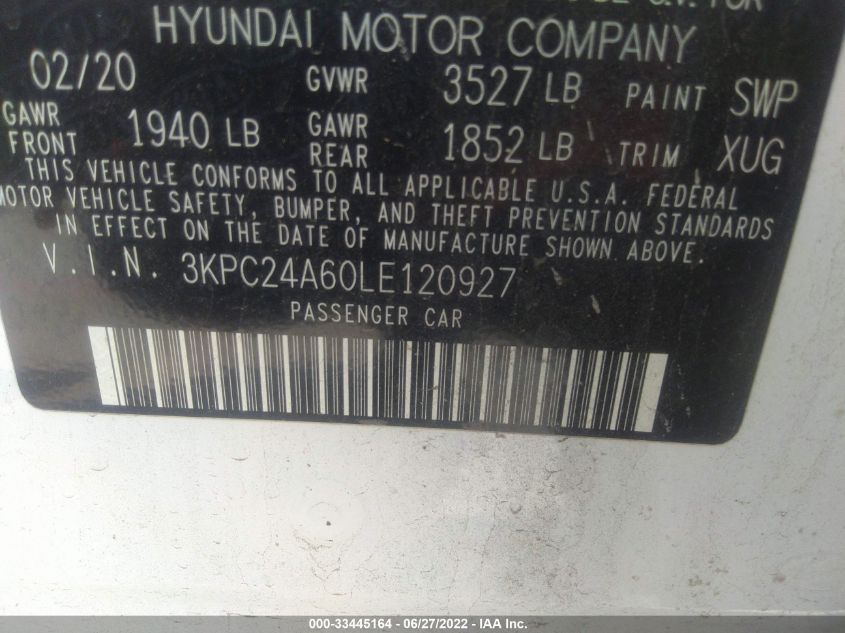 HYUNDAI MOTOR COMPANY
02/20 GVWR 3527 LB PAINT SWP
GAWR FRONT 1940 LB GAWR REAR 1852 LB TRIM XUG
THIS VEHICLE CONFORMS TO ALL APPLICABLE U.S.A. FEDERAL
MOTOR VEHICLE SAFETY, BUMPER, AND THEFT PREVENTION STANDARDS
IN EFFECT ON THE DATE OF MANUFACTURE SHOWN ABOVE.
V.I.N. 3KPC24A60LE120927
PASSENGER CAR
000-33445164 - 06/27/2022 - IAA Inc.